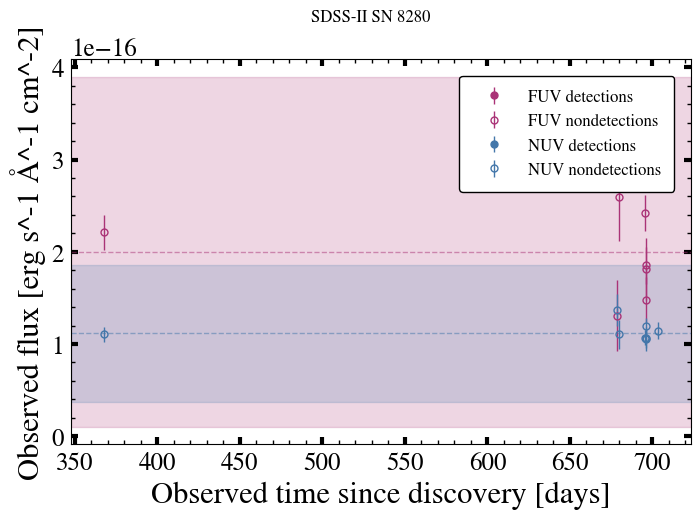 SDSS-II SN 8280
1e−16
Observed flux [erg s^-1 Å^-1 cm^-2]
4
3
2
1
0
FUV detections
FUV nondetections
NUV detections
NUV nondetections
350 400 450 500 550 600 650 700
Observed time since discovery [days]